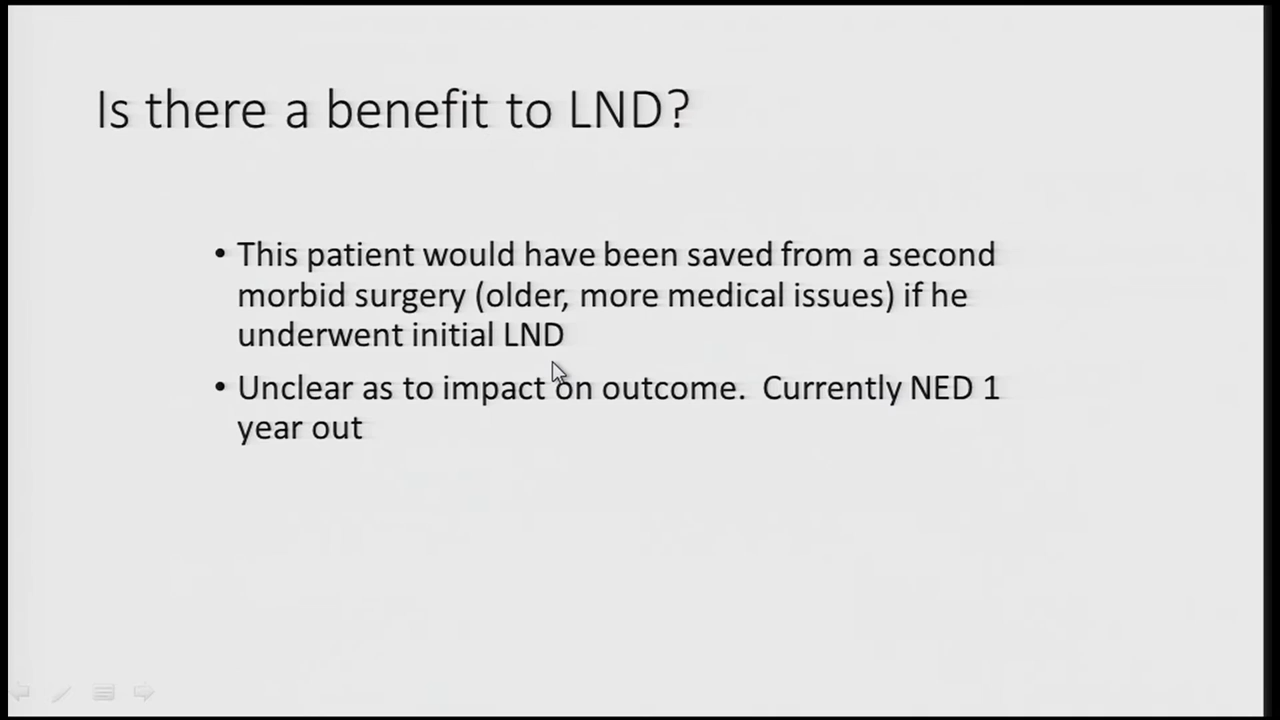 Is there a benefit to LND?
• This patient would have been saved from a second
morbid surgery (older, more medical issues) if he
underwent initial LND
• Unclear as to impact on outcome.  Currently NED 1
year out